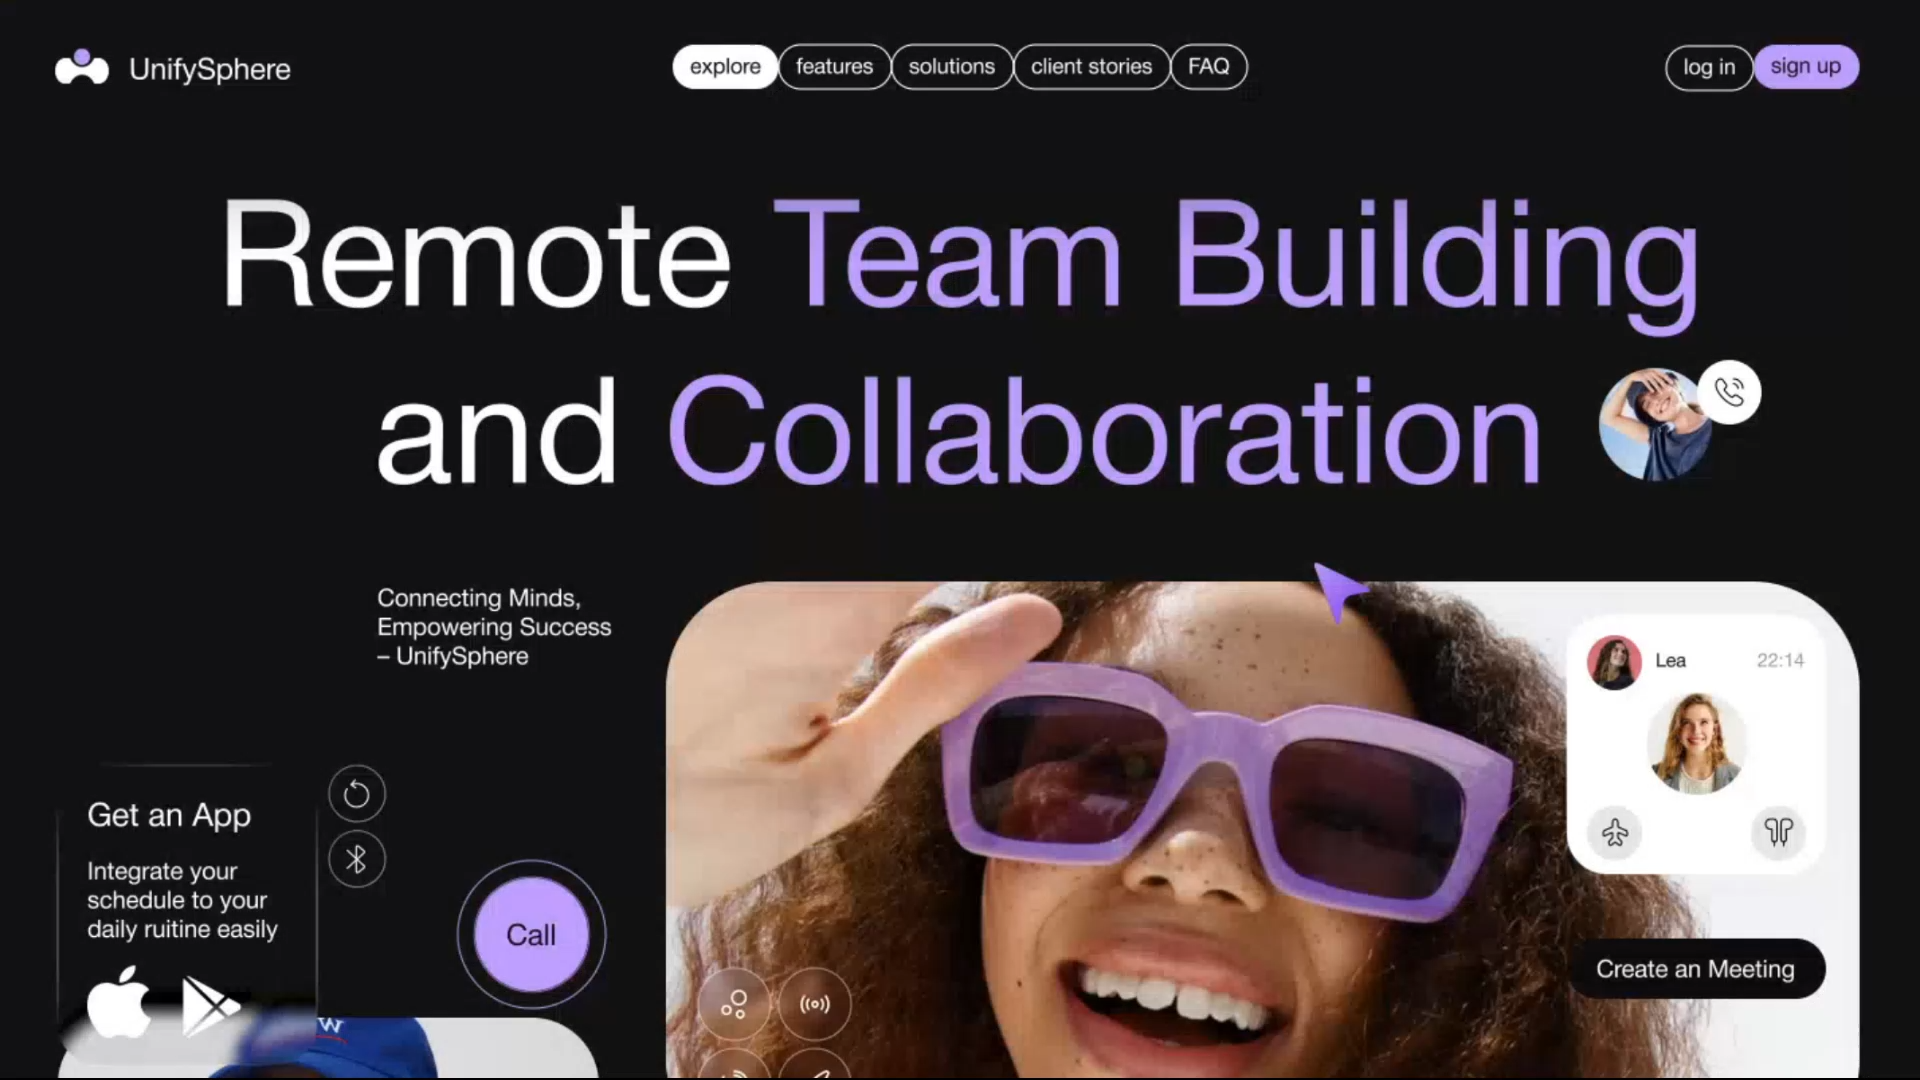 UnifySphere
explore
features
solutions
client stories
FAQ
log in
sign up
Remote Team Building
and Collaboration
Connecting Minds,
Empowering Success
– UnifySphere
Lea
22:14
Get an App
Integrate your
schedule to your
daily ruitine easily
Call
Create an Meeting
W